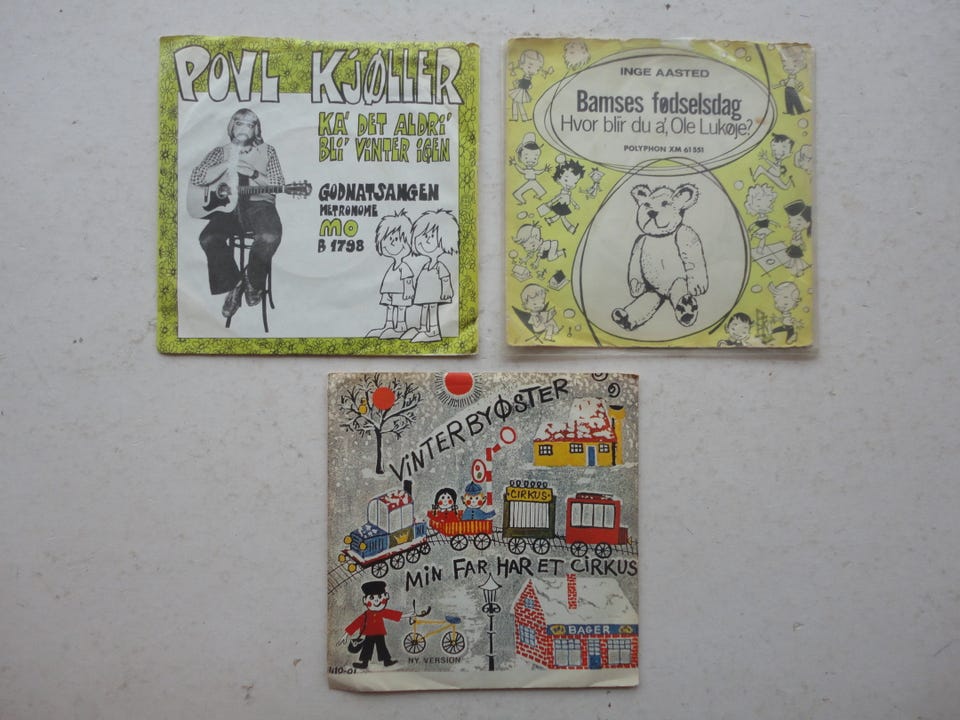 POVL KJØLLER
KA' DET ALDRI'
BLI' VINTER IGEN
GODNATSANGEN
METRONOME
MO
B 1798
INGE AASTED
Bamses fødselsdag
Hvor blir du a', Ole Lukøje?
POLYPHON XM 61 551
VINTERBYØSTER
CIRKUS
MIN FAR HAR ET CIRKUS
BAGER
NY. VERSION